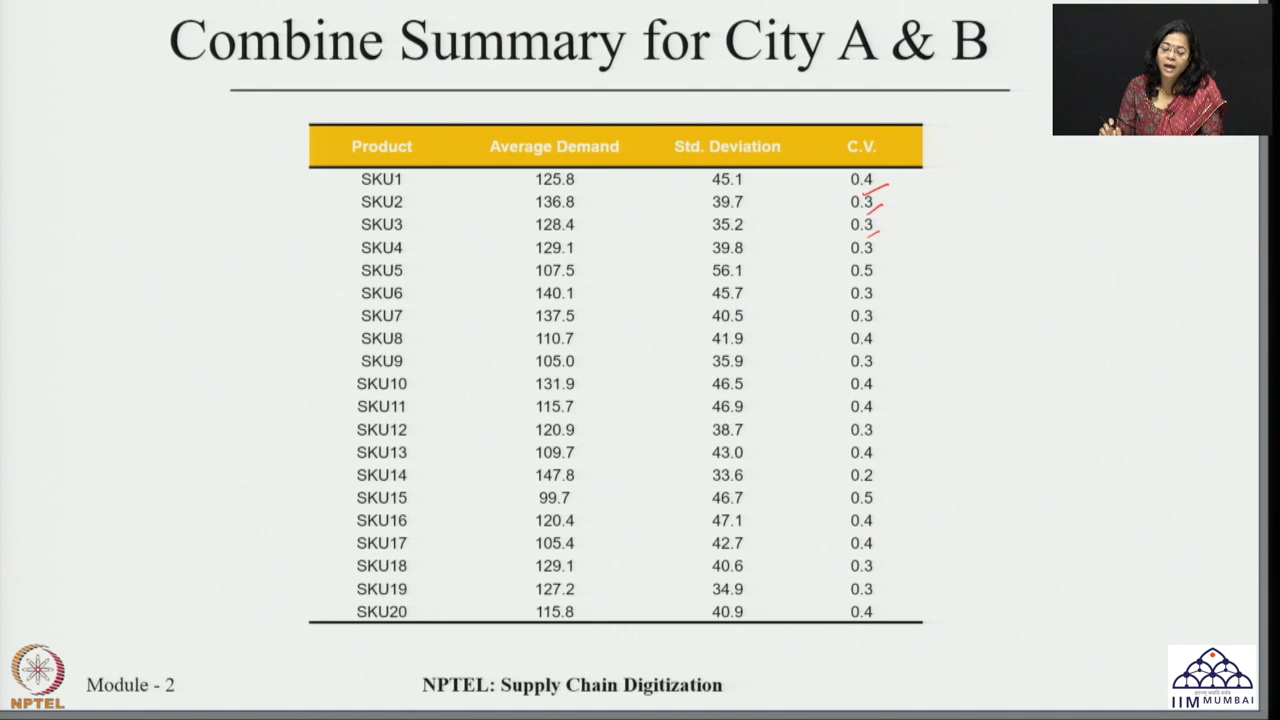 Combine Summary for City A & B
Product Average Demand Std. Deviation C.V.
SKU1 125.8 45.1 0.4
SKU2 136.8 39.7 0.3
SKU3 128.4 35.2 0.3
SKU4 129.1 39.8 0.3
SKU5 107.5 56.1 0.5
SKU6 140.1 45.7 0.3
SKU7 137.5 40.5 0.3
SKU8 110.7 41.9 0.4
SKU9 105.0 35.9 0.3
SKU10 131.9 46.5 0.4
SKU11 115.7 46.9 0.4
SKU12 120.9 38.7 0.3
SKU13 109.7 43.0 0.4
SKU14 147.8 33.6 0.2
SKU15 99.7 46.7 0.5
SKU16 120.4 47.1 0.4
SKU17 105.4 42.7 0.4
SKU18 129.1 40.6 0.3
SKU19 127.2 34.9 0.3
SKU20 115.8 40.9 0.4
NPTEL
Module - 2
NPTEL: Supply Chain Digitization
IIM MUMBAI